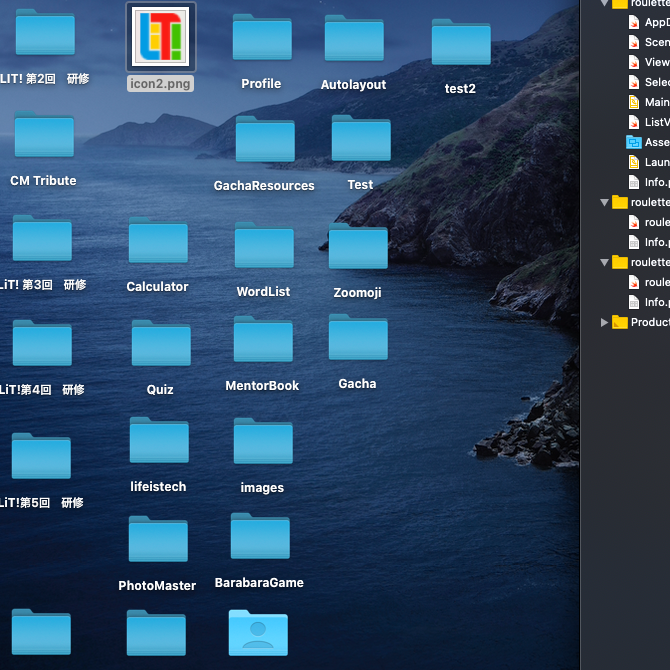 LIT! 第2回　研修
icon2.png
Profile
Autolayout
test2
CM Tribute
GachaResources
Test
LiT! 第3回　研修
Calculator
WordList
Zoomoji
LiT!第4回　研修
Quiz
MentorBook
Gacha
lifeistech
images
LiT!第5回　研修
PhotoMaster
BarabaraGame
roulette
AppD
Scen
View
Selec
Main
ListV
Asse
Laun
Info.p
roulette
roule
Info.p
roulette
roule
Info.p
Product